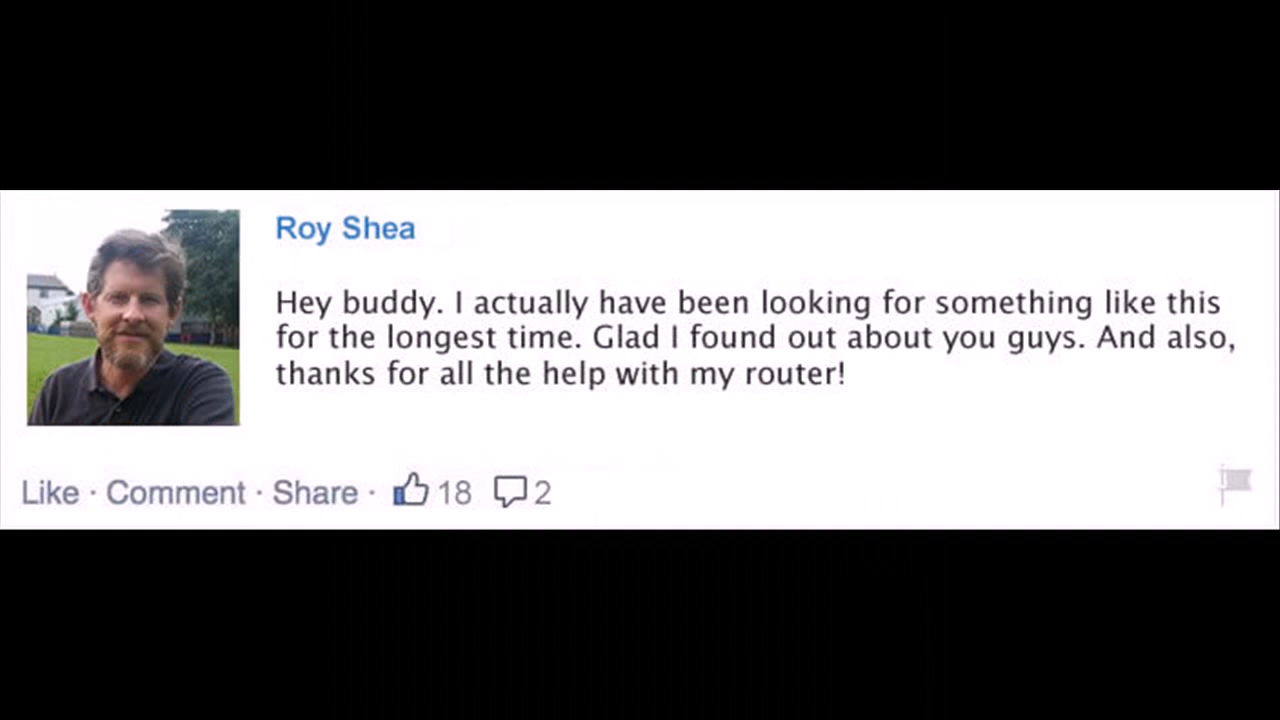 Roy Shea
Hey buddy. I actually have been looking for something like this
for the longest time. Glad I found out about you guys. And also,
thanks for all the help with my router!
Like · Comment · Share · 18 2